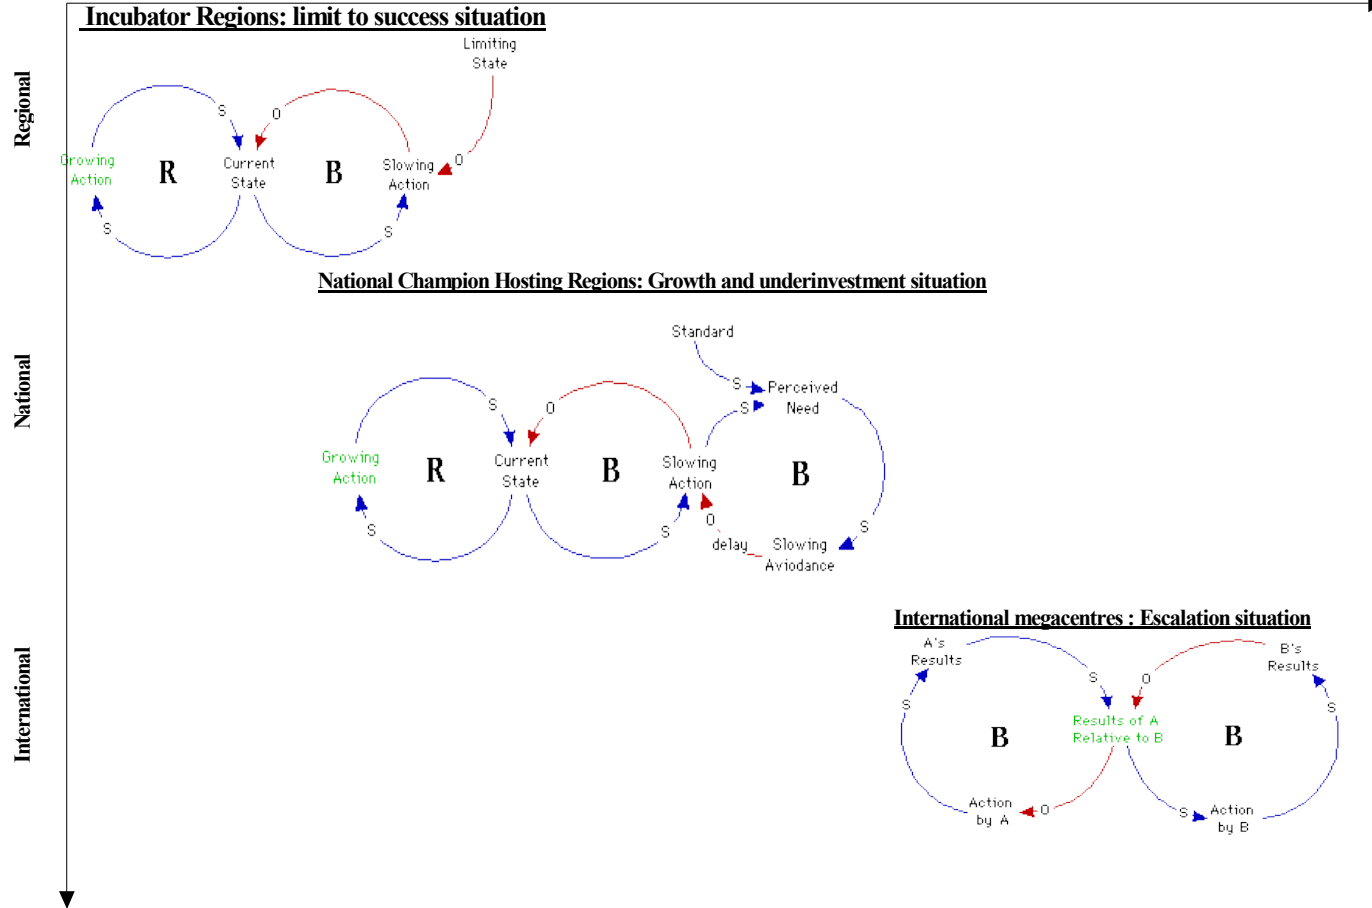 Incubator Regions: limit to success situation
Regional
Limiting
State
S
O
Growing
Action
R
Current
State
B
Slowing
Action
O
S
S
National Champion Hosting Regions: Growth and underinvestment situation
National
Standard
S
Perceived
Need
S
O
S
Growing
Action
R
Current
State
B
Slowing
Action
B
S
S
O
S
delay
Slowing
Aviodance
International megacentres : Escalation situation
International
A's
Results
B's
Results
S
O
S
S
B
Results of A
Relative to B
B
Action
by A
O
S
Action
by B